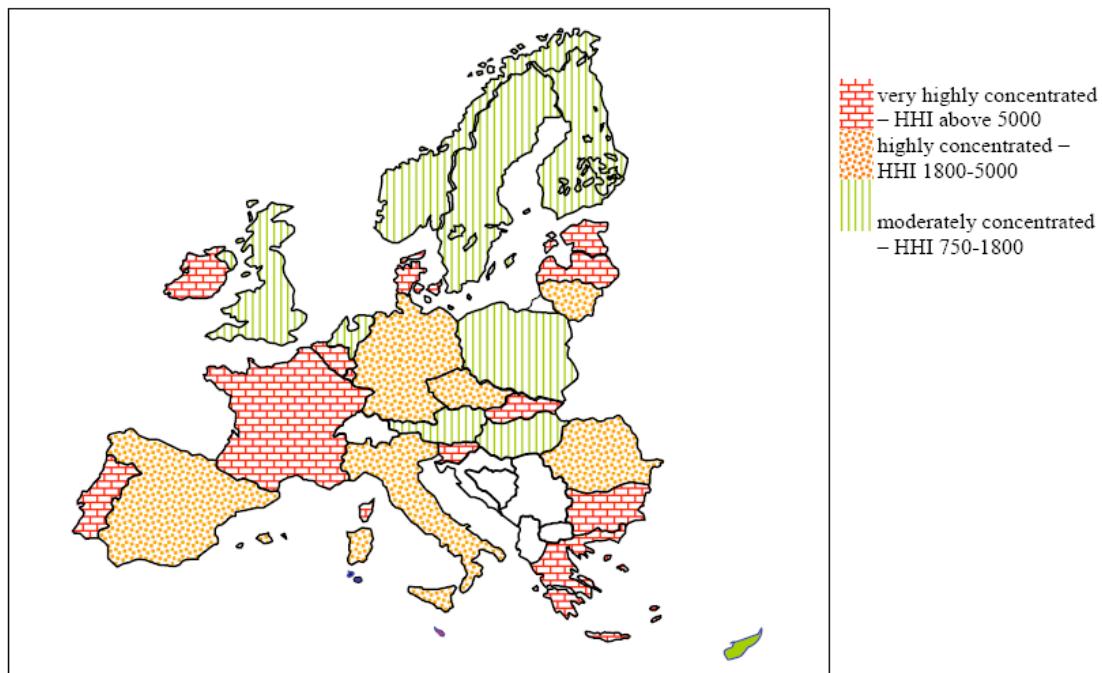 very highly concentrated
– HHI above 5000
highly concentrated –
HHI 1800-5000
moderately concentrated
– HHI 750-1800